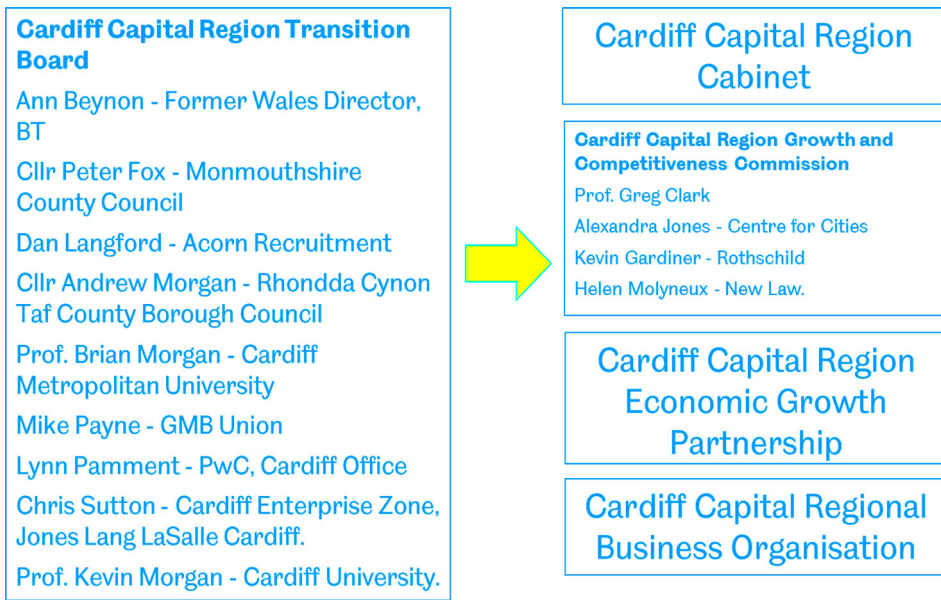 Cardiff Capital Region Transition
Board
Ann Beynon - Former Wales Director,
BT
Cllr Peter Fox - Monmouthshire
County Council
Dan Langford - Acorn Recruitment
Cllr Andrew Morgan - Rhondda Cynon
Taf County Borough Council
Prof. Brian Morgan - Cardiff
Metropolitan University
Mike Payne - GMB Union
Lynn Pamment - PwC, Cardiff Office
Chris Sutton - Cardiff Enterprise Zone,
Jones Lang LaSalle Cardiff.
Prof. Kevin Morgan - Cardiff University.
Cardiff Capital Region
Cabinet
Cardiff Capital Region Growth and
Competitiveness Commission
Prof. Greg Clark
Alexandra Jones - Centre for Cities
Kevin Gardiner - Rothschild
Helen Molyneux - New Law.
Cardiff Capital Region
Economic Growth
Partnership
Cardiff Capital Regional
Business Organisation